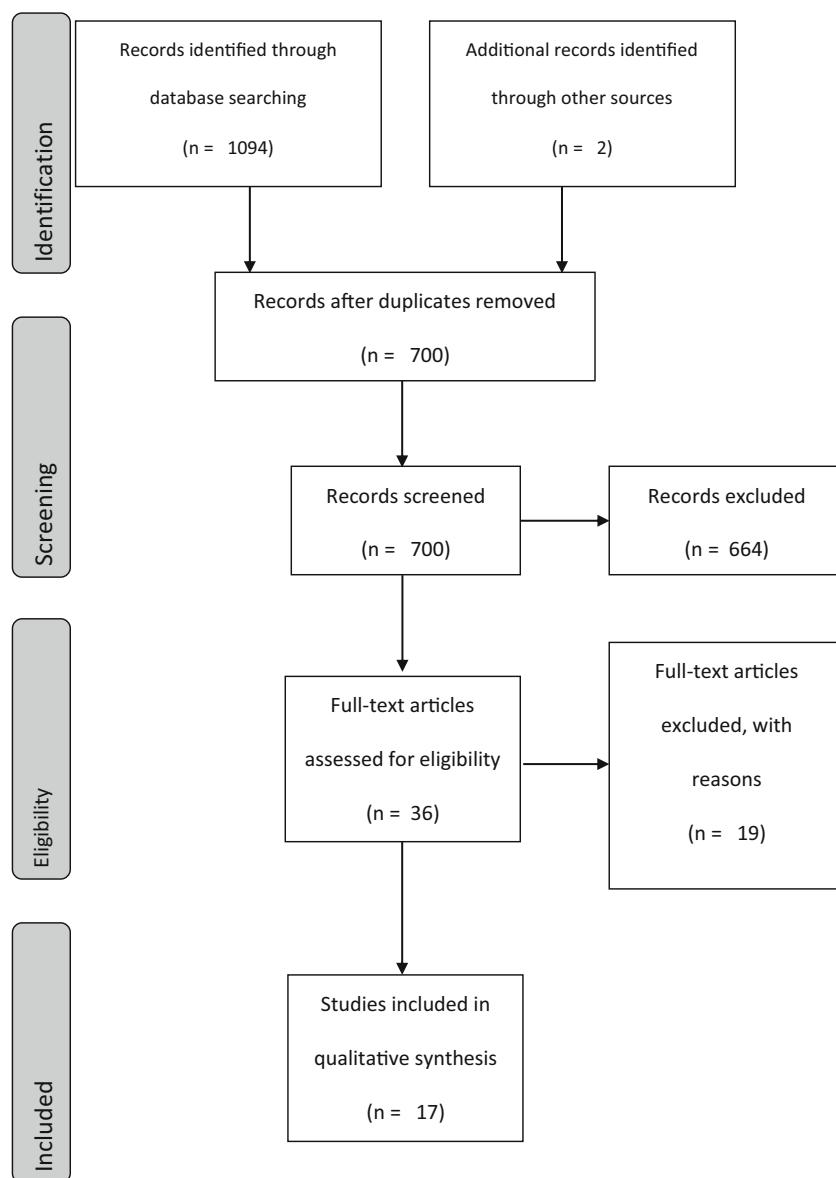 Identification
Records identified through
database searching
(n = 1094)
Additional records identified
through other sources
(n = 2)
Records after duplicates removed
(n = 700)
Screening
Records screened
(n = 700)
Records excluded
(n = 664)
Eligibility
Full-text articles
assessed for eligibility
(n = 36)
Full-text articles
excluded, with
reasons
(n = 19)
Included
Studies included in
qualitative synthesis
(n = 17)